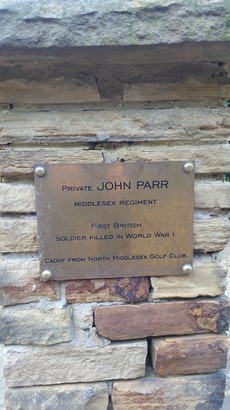 Private JOHN PARR
MIDDLESEX REGIMENT
First British
soldier killed in World War I.
Caddy from North Middlesex Golf Club.